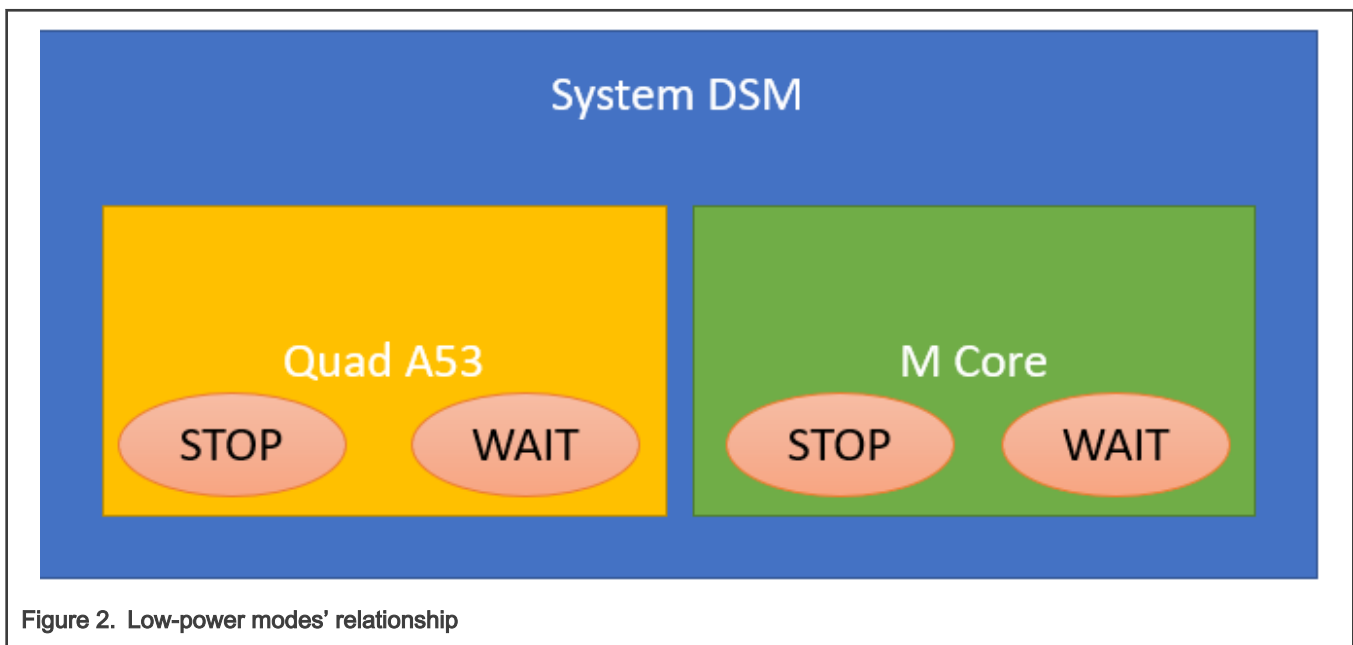 System DSM
Quad A53
M Core
STOP
WAIT
STOP
WAIT
Figure 2. Low-power modes’ relationship